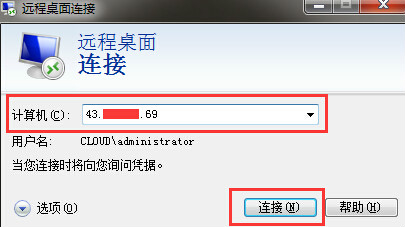 远程桌面连接
远程桌面
连接
计算机(C): 43. .69
用户名: CLOUD\administrator
当您连接时将向您询问凭据。
选项(O) 连接(N) 帮助(H)